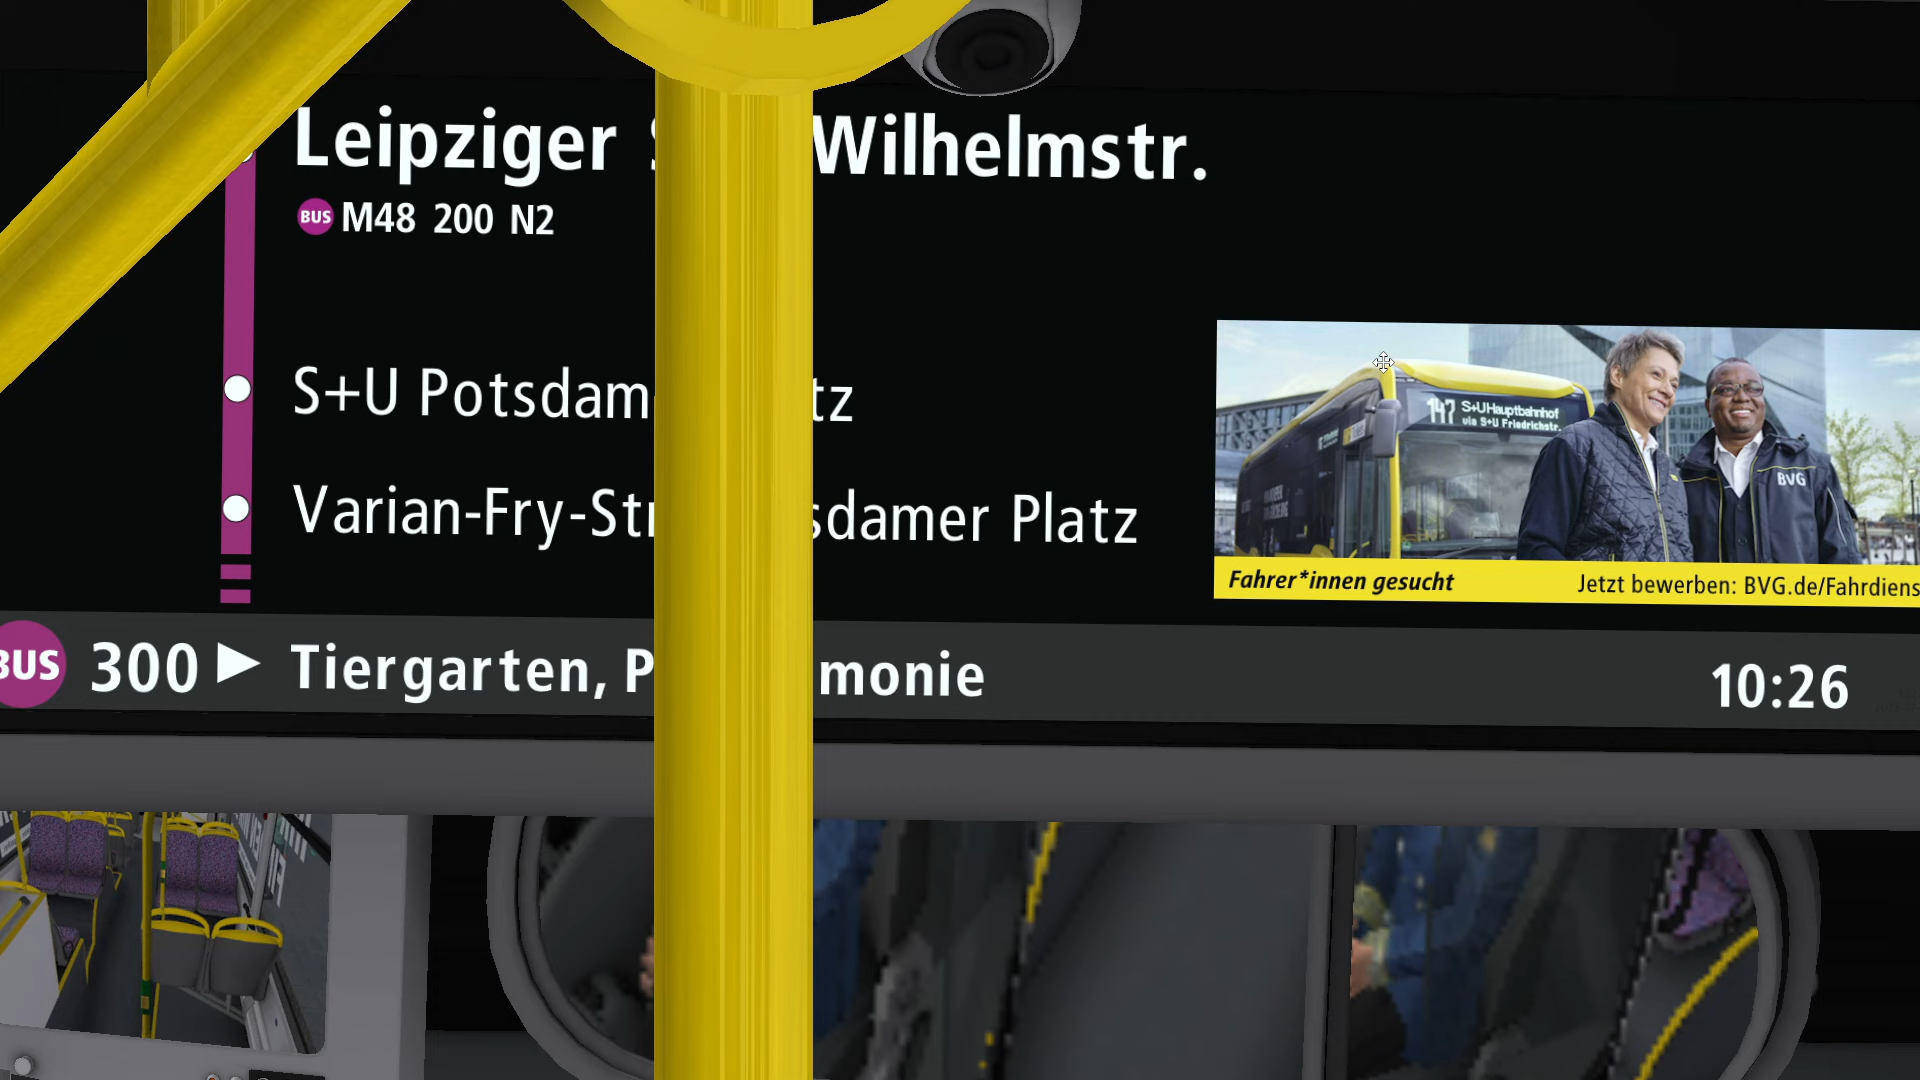 Leipziger Wilhelmstr.
BUS M48 200 N2
S+U Potsdam tz
Varian-Fry-Str sdamer Platz
147 S+U Hauptbahnhof
via S+U Friedrichstr.
BVG
Fahrer*innen gesucht Jetzt bewerben: BVG.de/Fahrdiens
BUS 300 Tiergarten, P monie 10:26